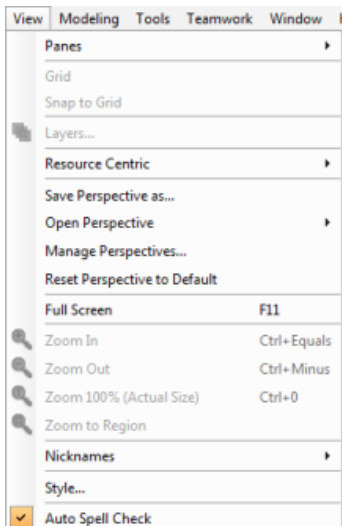 View Modeling Tools Teamwork Window
Panes
Grid
Snap to Grid
Layers...
Resource Centric
Save Perspective as...
Open Perspective
Manage Perspectives...
Reset Perspective to Default
Full Screen F11
Zoom In Ctrl+Equals
Zoom Out Ctrl+Minus
Zoom 100% (Actual Size) Ctrl+0
Zoom to Region
Nicknames
Style...
Auto Spell Check